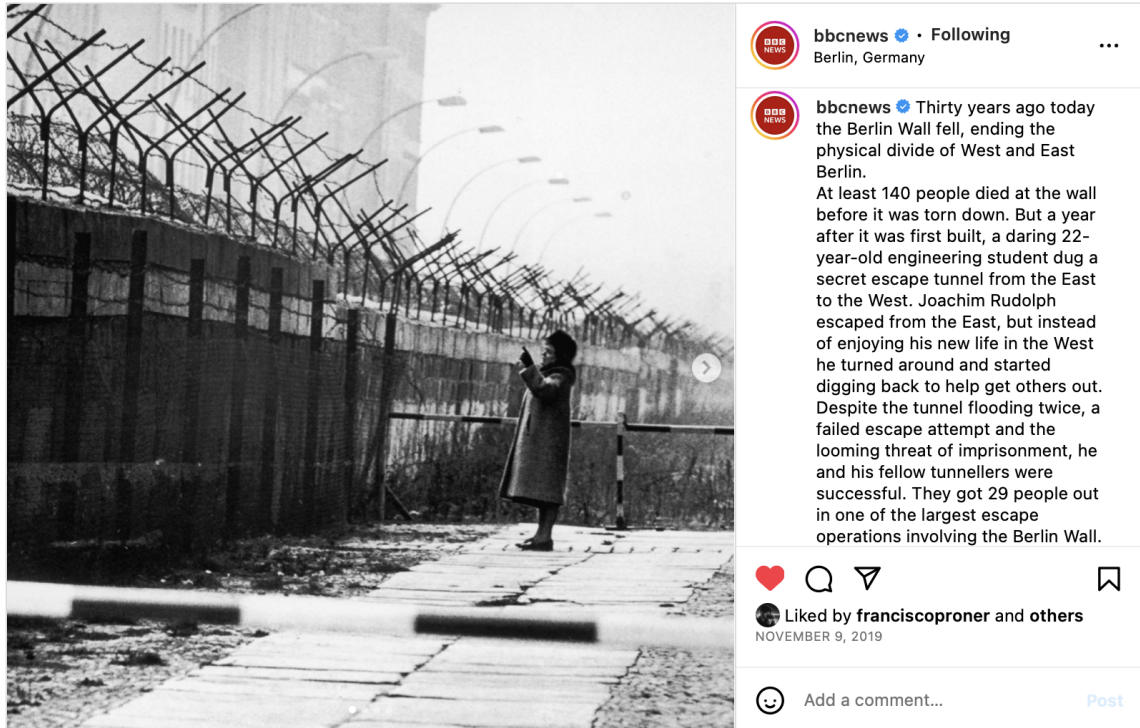 BBC
NEWS
bbcnews • Following
Berlin, Germany
BBC
NEWS
bbcnews Thirty years ago today
the Berlin Wall fell, ending the
physical divide of West and East
Berlin.
At least 140 people died at the wall
before it was torn down. But a year
after it was first built, a daring 22-
year-old engineering student dug a
secret escape tunnel from the East
to the West. Joachim Rudolph
escaped from the East, but instead
of enjoying his new life in the West
he turned around and started
digging back to help get others out.
Despite the tunnel flooding twice, a
failed escape attempt and the
looming threat of imprisonment, he
and his fellow tunnellers were
successful. They got 29 people out
in one of the largest escape
operations involving the Berlin Wall.
Liked by franciscoproner and others
NOVEMBER 9, 2019
Add a comment... Post